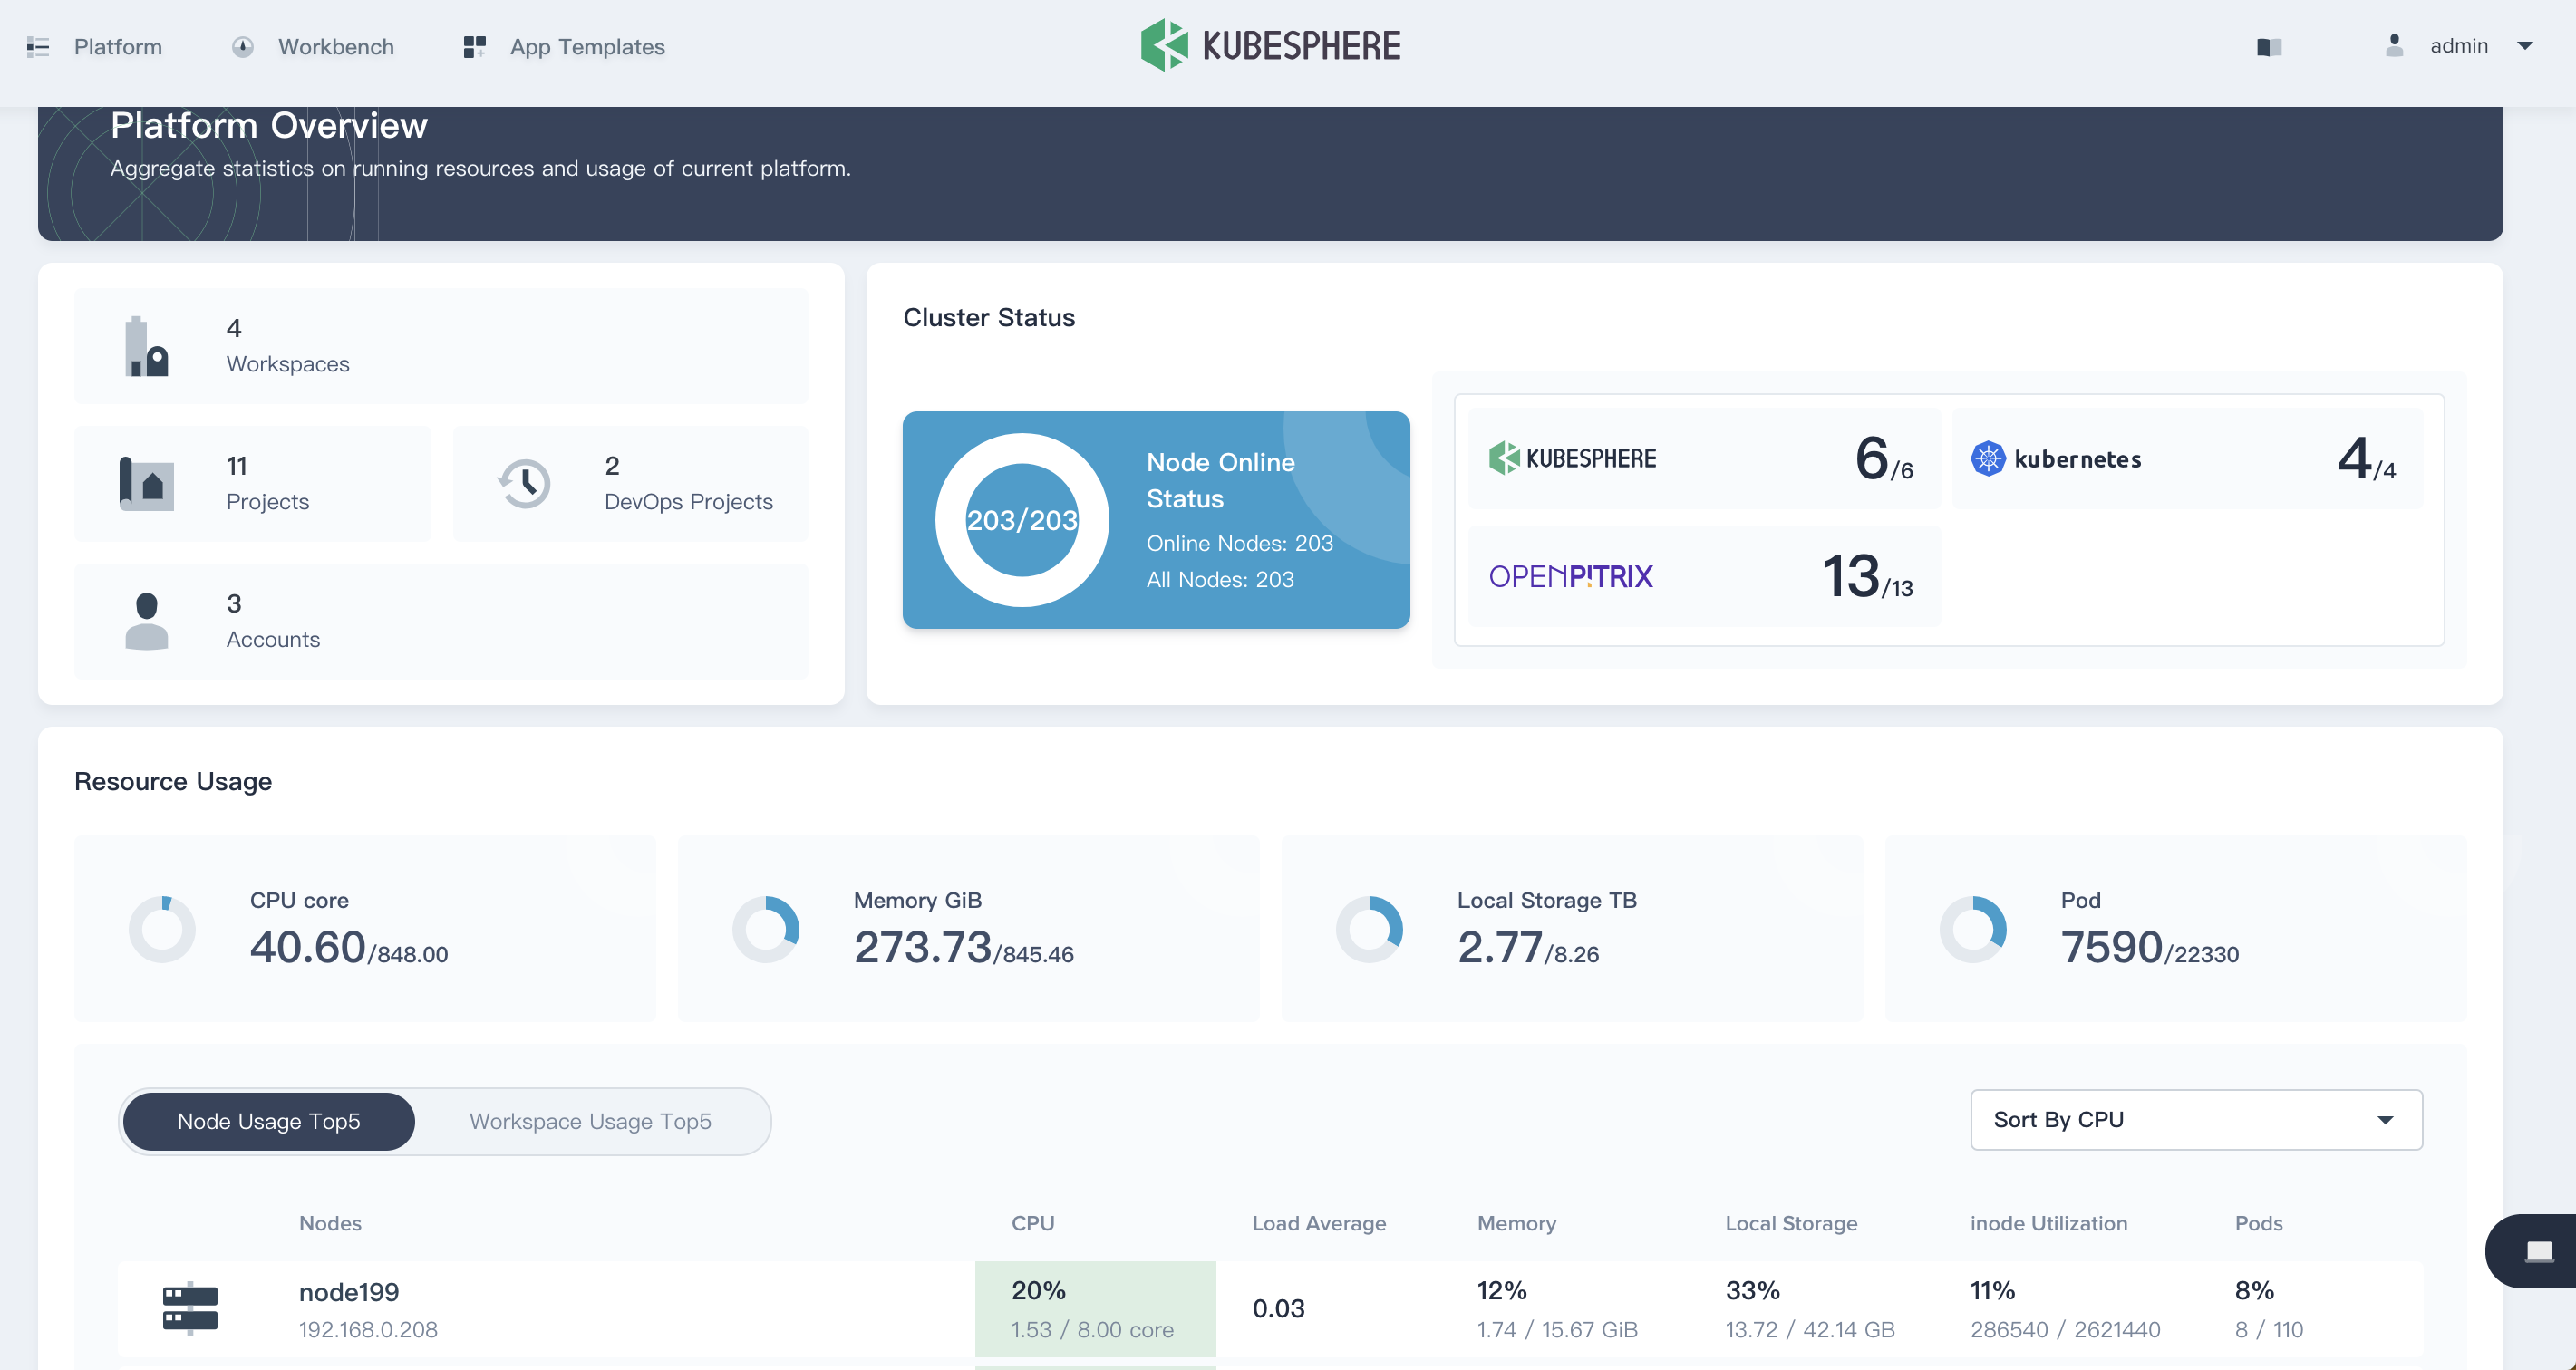 Platform
Workbench
App Templates
KUBESPHERE
admin
Platform Overview
Aggregate statistics on running resources and usage of current platform.
4
Workspaces
11
Projects
2
DevOps Projects
3
Accounts
Cluster Status
203/203
Node Online
Status
Online Nodes: 203
All Nodes: 203
KUBESPHERE
6/6
kubernetes
4/4
OPENPITRIX
13/13
Resource Usage
CPU core
40.60/848.00
Memory GiB
273.73/845.46
Local Storage TB
2.77/8.26
Pod
7590/22330
Node Usage Top5
Workspace Usage Top5
Sort By CPU
Nodes
CPU
Load Average
Memory
Local Storage
inode Utilization
Pods
node199
192.168.0.208
20%
1.53 / 8.00 core
0.03
12%
1.74 / 15.67 GiB
33%
13.72 / 42.14 GB
11%
286540 / 2621440
8%
8 / 110